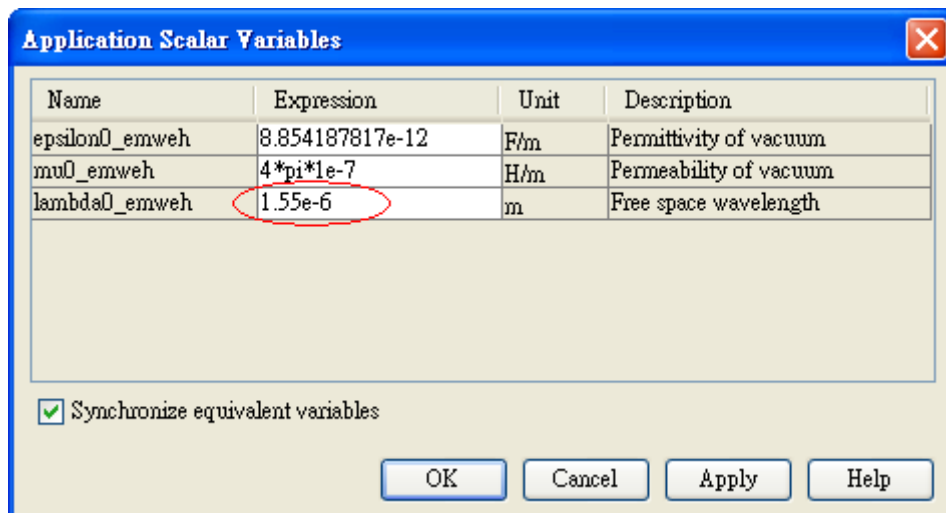 Application Scalar Variables
Name Expression Unit Description
epsilon0_emweh 8.854187817e-12 F/m Permittivity of vacuum
mu0_emweh 4*pi*1e-7 H/m Permeability of vacuum
lambda0_emweh 1.55e-6 m Free space wavelength
Synchronize equivalent variables
OK Cancel Apply Help